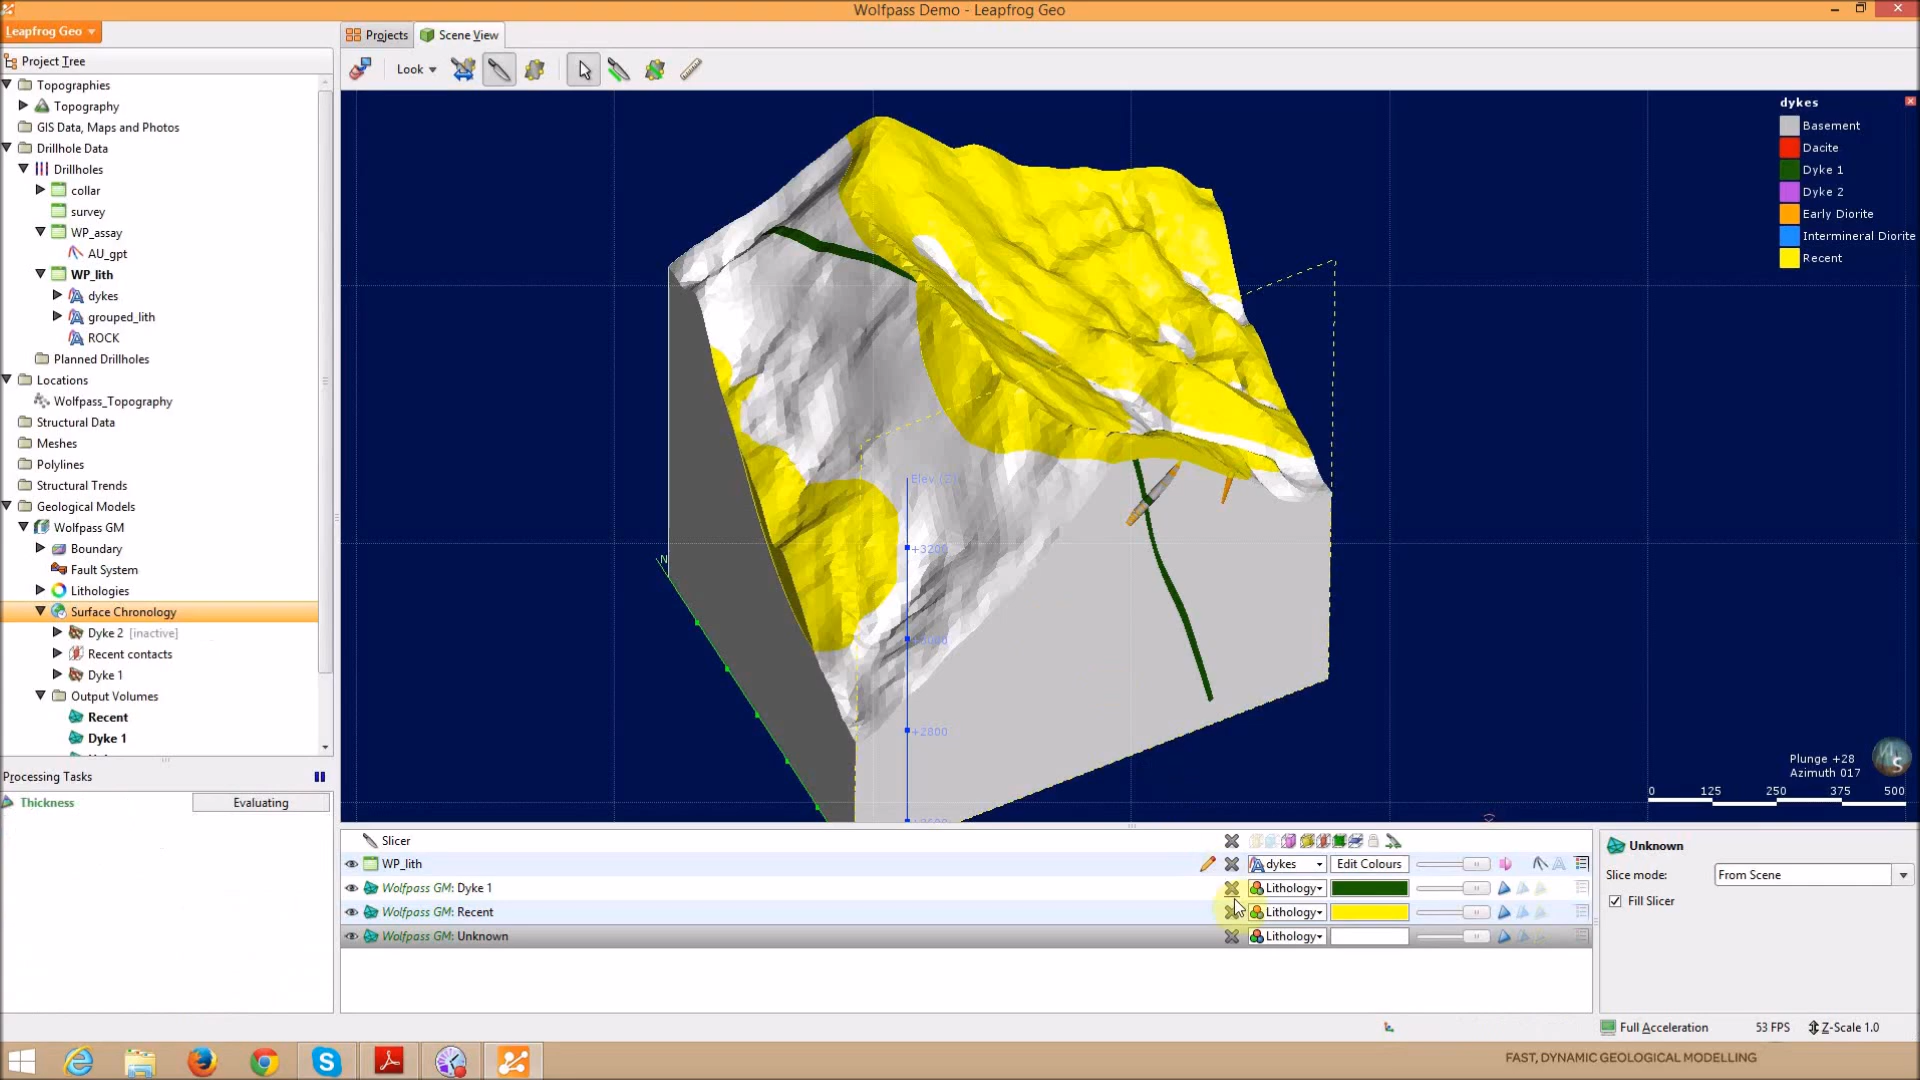 Wolfpass Demo - Leapfrog Geo
Leapfrog Geo
Projects
Scene View
Project Tree
Look
Topographies
Topography
GIS Data, Maps and Photos
Drillhole Data
Drillholes
collar
survey
WP_assay
AU_gpt
WP_lith
dykes
grouped_lith
ROCK
Planned Drillholes
Locations
Wolfpass_Topography
Structural Data
Meshes
Polylines
Structural Trends
Geological Models
Wolfpass GM
Boundary
Fault System
Lithologies
Surface Chronology
Dyke 2 [inactive]
Recent contacts
Dyke 1
Output Volumes
Recent
Dyke 1
dykes
Basement
Dacite
Dyke 1
Dyke 2
Early Diorite
Intermineral Diorite
Recent
Elev (Z)
+3200
+2800
N
Plunge +28
Azimuth 017
0 125 250 375 500
Processing Tasks
Thickness
Evaluating
Slicer
WP_lith dykes Edit Colours
Wolfpass GM: Dyke 1 Lithology
Wolfpass GM: Recent Lithology
Wolfpass GM: Unknown Lithology
Unknown
Slice mode: From Scene
Fill Slicer
Full Acceleration 53 FPS Z-Scale 1.0
FAST, DYNAMIC GEOLOGICAL MODELLING